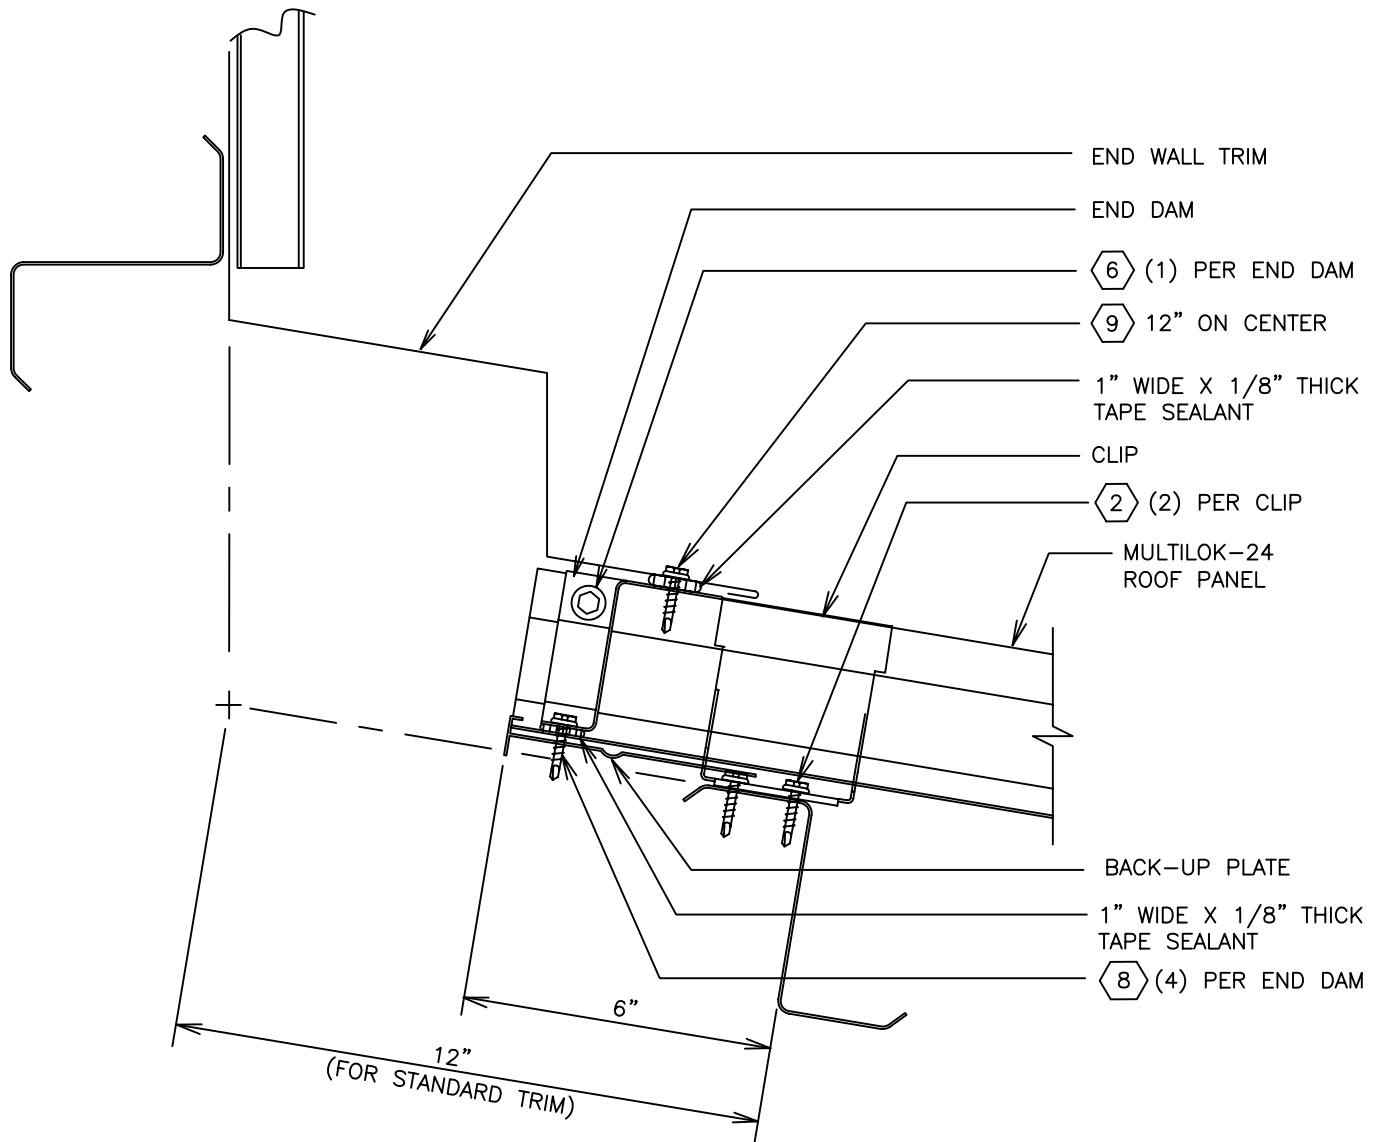 END WALL TRIM
END DAM
6 (1) PER END DAM
9 12” ON CENTER
1” WIDE X 1/8” THICK
TAPE SEALANT
CLIP
2 (2) PER CLIP
MULTILOK-24
ROOF PANEL
BACK-UP PLATE
1” WIDE X 1/8” THICK
TAPE SEALANT
8 (4) PER END DAM
6”
12”
(FOR STANDARD TRIM)